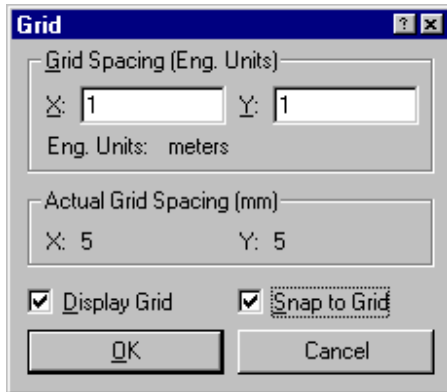 Grid
Grid Spacing (Eng. Units)
X: 1 Y: 1
Eng. Units: meters
Actual Grid Spacing (mm)
X: 5 Y: 5
Display Grid Snap to Grid
OK Cancel